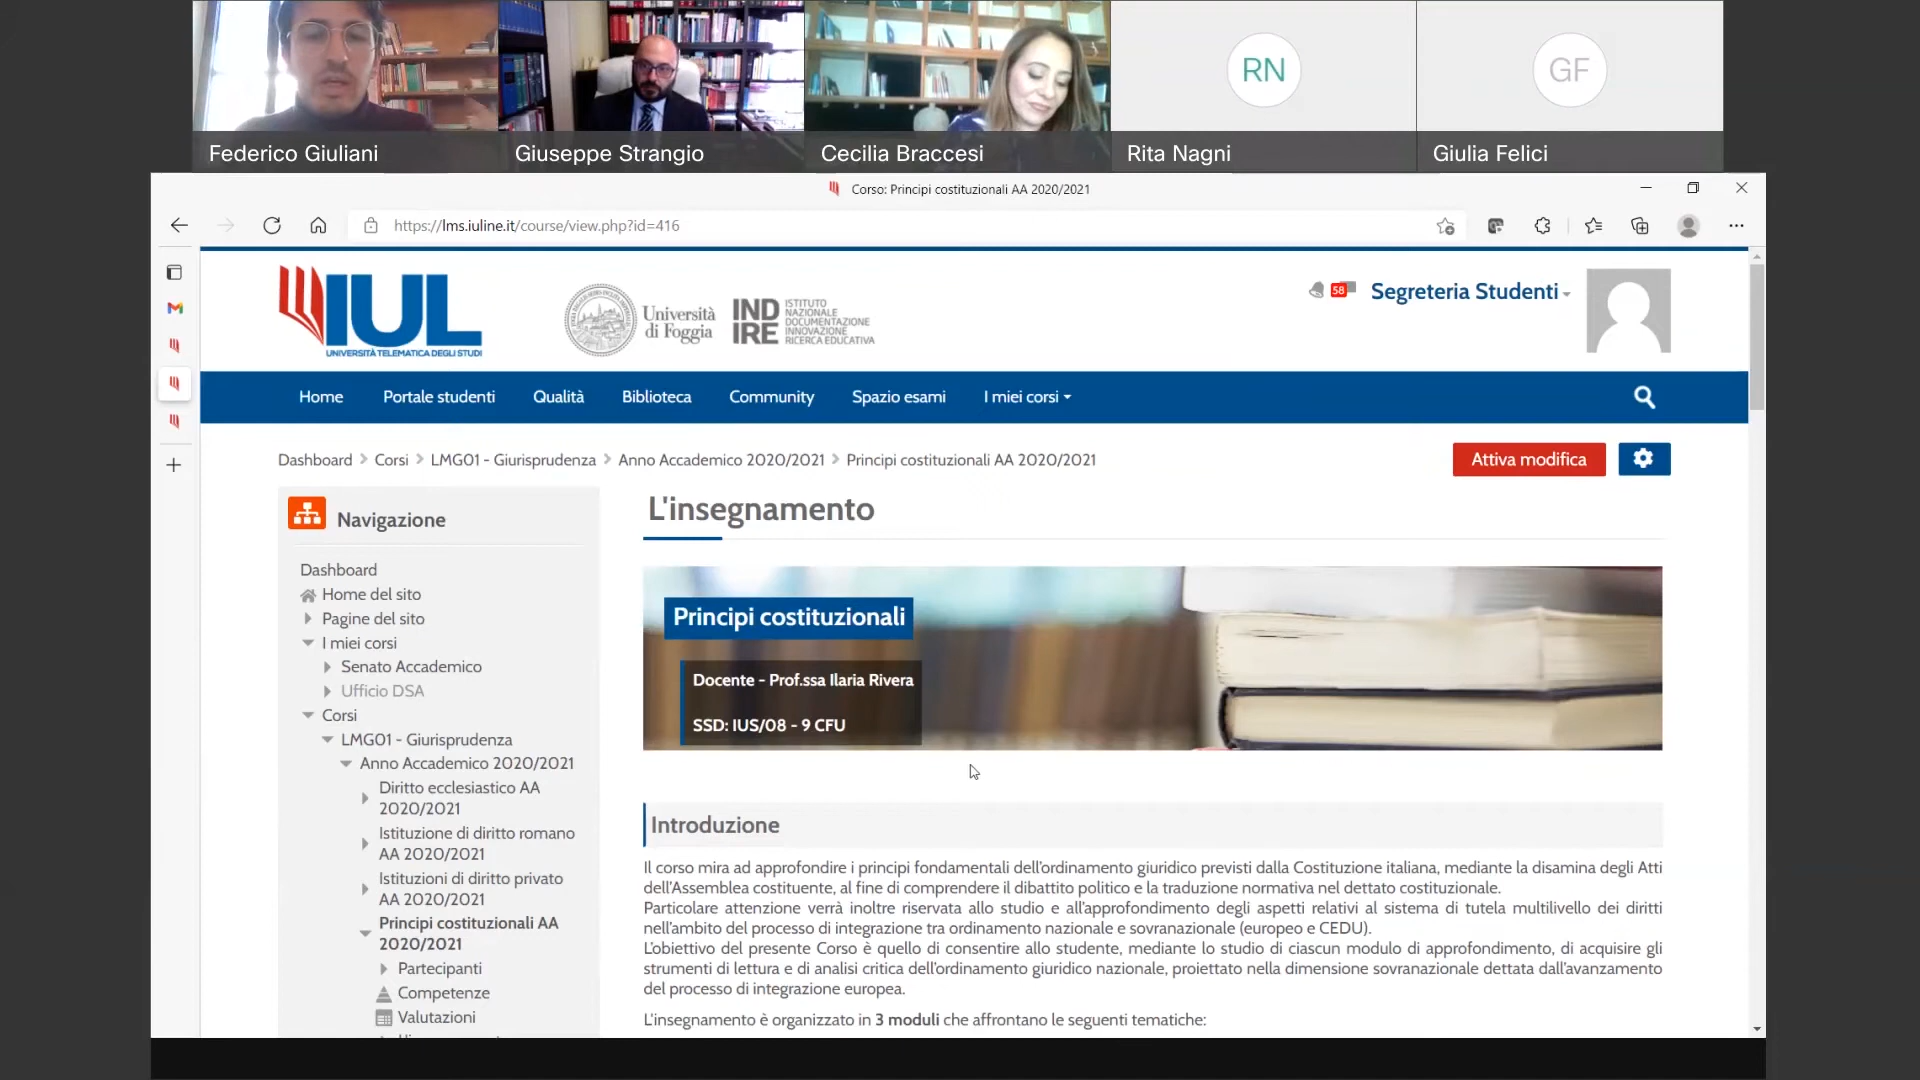 RN
GF
Federico Giuliani
Giuseppe Strangio
Cecilia Braccesi
Rita Nagni
Giulia Felici
Corso: Principi costituzionali AA 2020/2021
https://lms.iuline.it/course/view.php?id=416
IUL
UNIVERSITÀ TELEMATICA DEGLI STUDI
Università
di Foggia
IND
IRE
ISTITUTO
NAZIONALE
DOCUMENTAZIONE
INNOVAZIONE
RICERCA EDUCATIVA
58
Segreteria Studenti
Home Portale studenti Qualità Biblioteca Community Spazio esami I miei corsi
Dashboard > Corsi > LMG01 - Giurisprudenza > Anno Accademico 2020/2021 > Principi costituzionali AA 2020/2021
Attiva modifica
Navigazione
Dashboard
Home del sito
Pagine del sito
I miei corsi
Senato Accademico
Ufficio DSA
Corsi
LMG01 - Giurisprudenza
Anno Accademico 2020/2021
Diritto ecclesiastico AA
2020/2021
Istituzione di diritto romano
AA 2020/2021
Istituzioni di diritto privato
AA 2020/2021
Principi costituzionali AA
2020/2021
Partecipanti
Competenze
Valutazioni
L'insegnamento
Principi costituzionali
Docente - Prof.ssa Ilaria Rivera
SSD: IUS/08 - 9 CFU
Introduzione
Il corso mira ad approfondire i principi fondamentali dell'ordinamento giuridico previsti dalla Costituzione italiana, mediante la disamina degli Atti
dell'Assemblea costituente, al fine di comprendere il dibattito politico e la traduzione normativa nel dettato costituzionale.
Particolare attenzione verrà inoltre riservata allo studio e all'approfondimento degli aspetti relativi al sistema di tutela multilivello dei diritti
nell'ambito del processo di integrazione tra ordinamento nazionale e sovranazionale (europeo e CEDU).
L'obiettivo del presente Corso è quello di consentire allo studente, mediante lo studio di ciascun modulo di approfondimento, di acquisire gli
strumenti di lettura e di analisi critica dell'ordinamento giuridico nazionale, proiettato nella dimensione sovranazionale dettata dall'avanzamento
del processo di integrazione europea.
L'insegnamento è organizzato in 3 moduli che affrontano le seguenti tematiche: